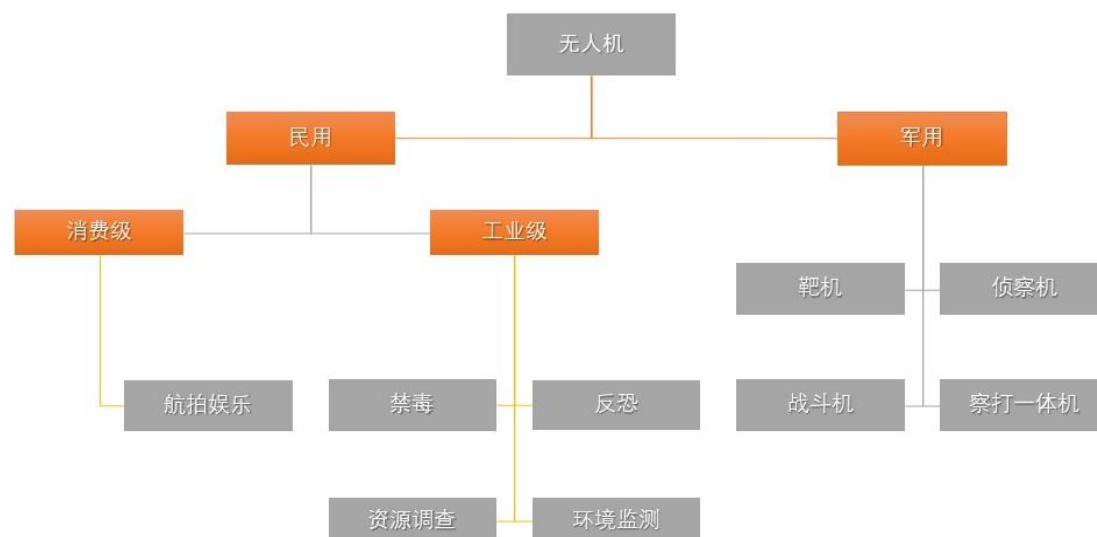 无人机
民用
军用
消费级
工业级
靶机
侦察机
航拍娱乐
禁毒
反恐
战斗机
察打一体机
资源调查
环境监测